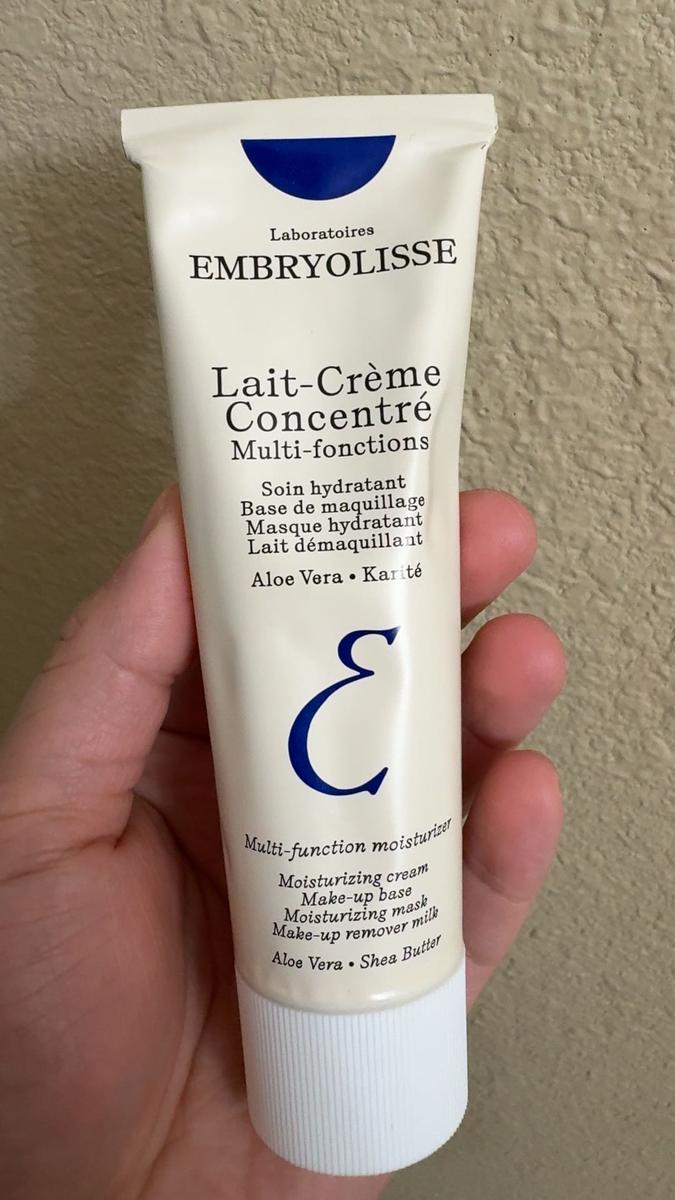 Laboratoires
EMBRYOLISSE
Lait-Crème
Concentré
Multi-fonctions
Soin hydratant
Base de maquillage
Masque hydratant
Lait démaquillant
Aloe Vera • Karité
E
Multi-function moisturizer
Moisturizing cream
Make-up base
Moisturizing mask
Make-up remover milk
Aloe Vera • Shea Butter